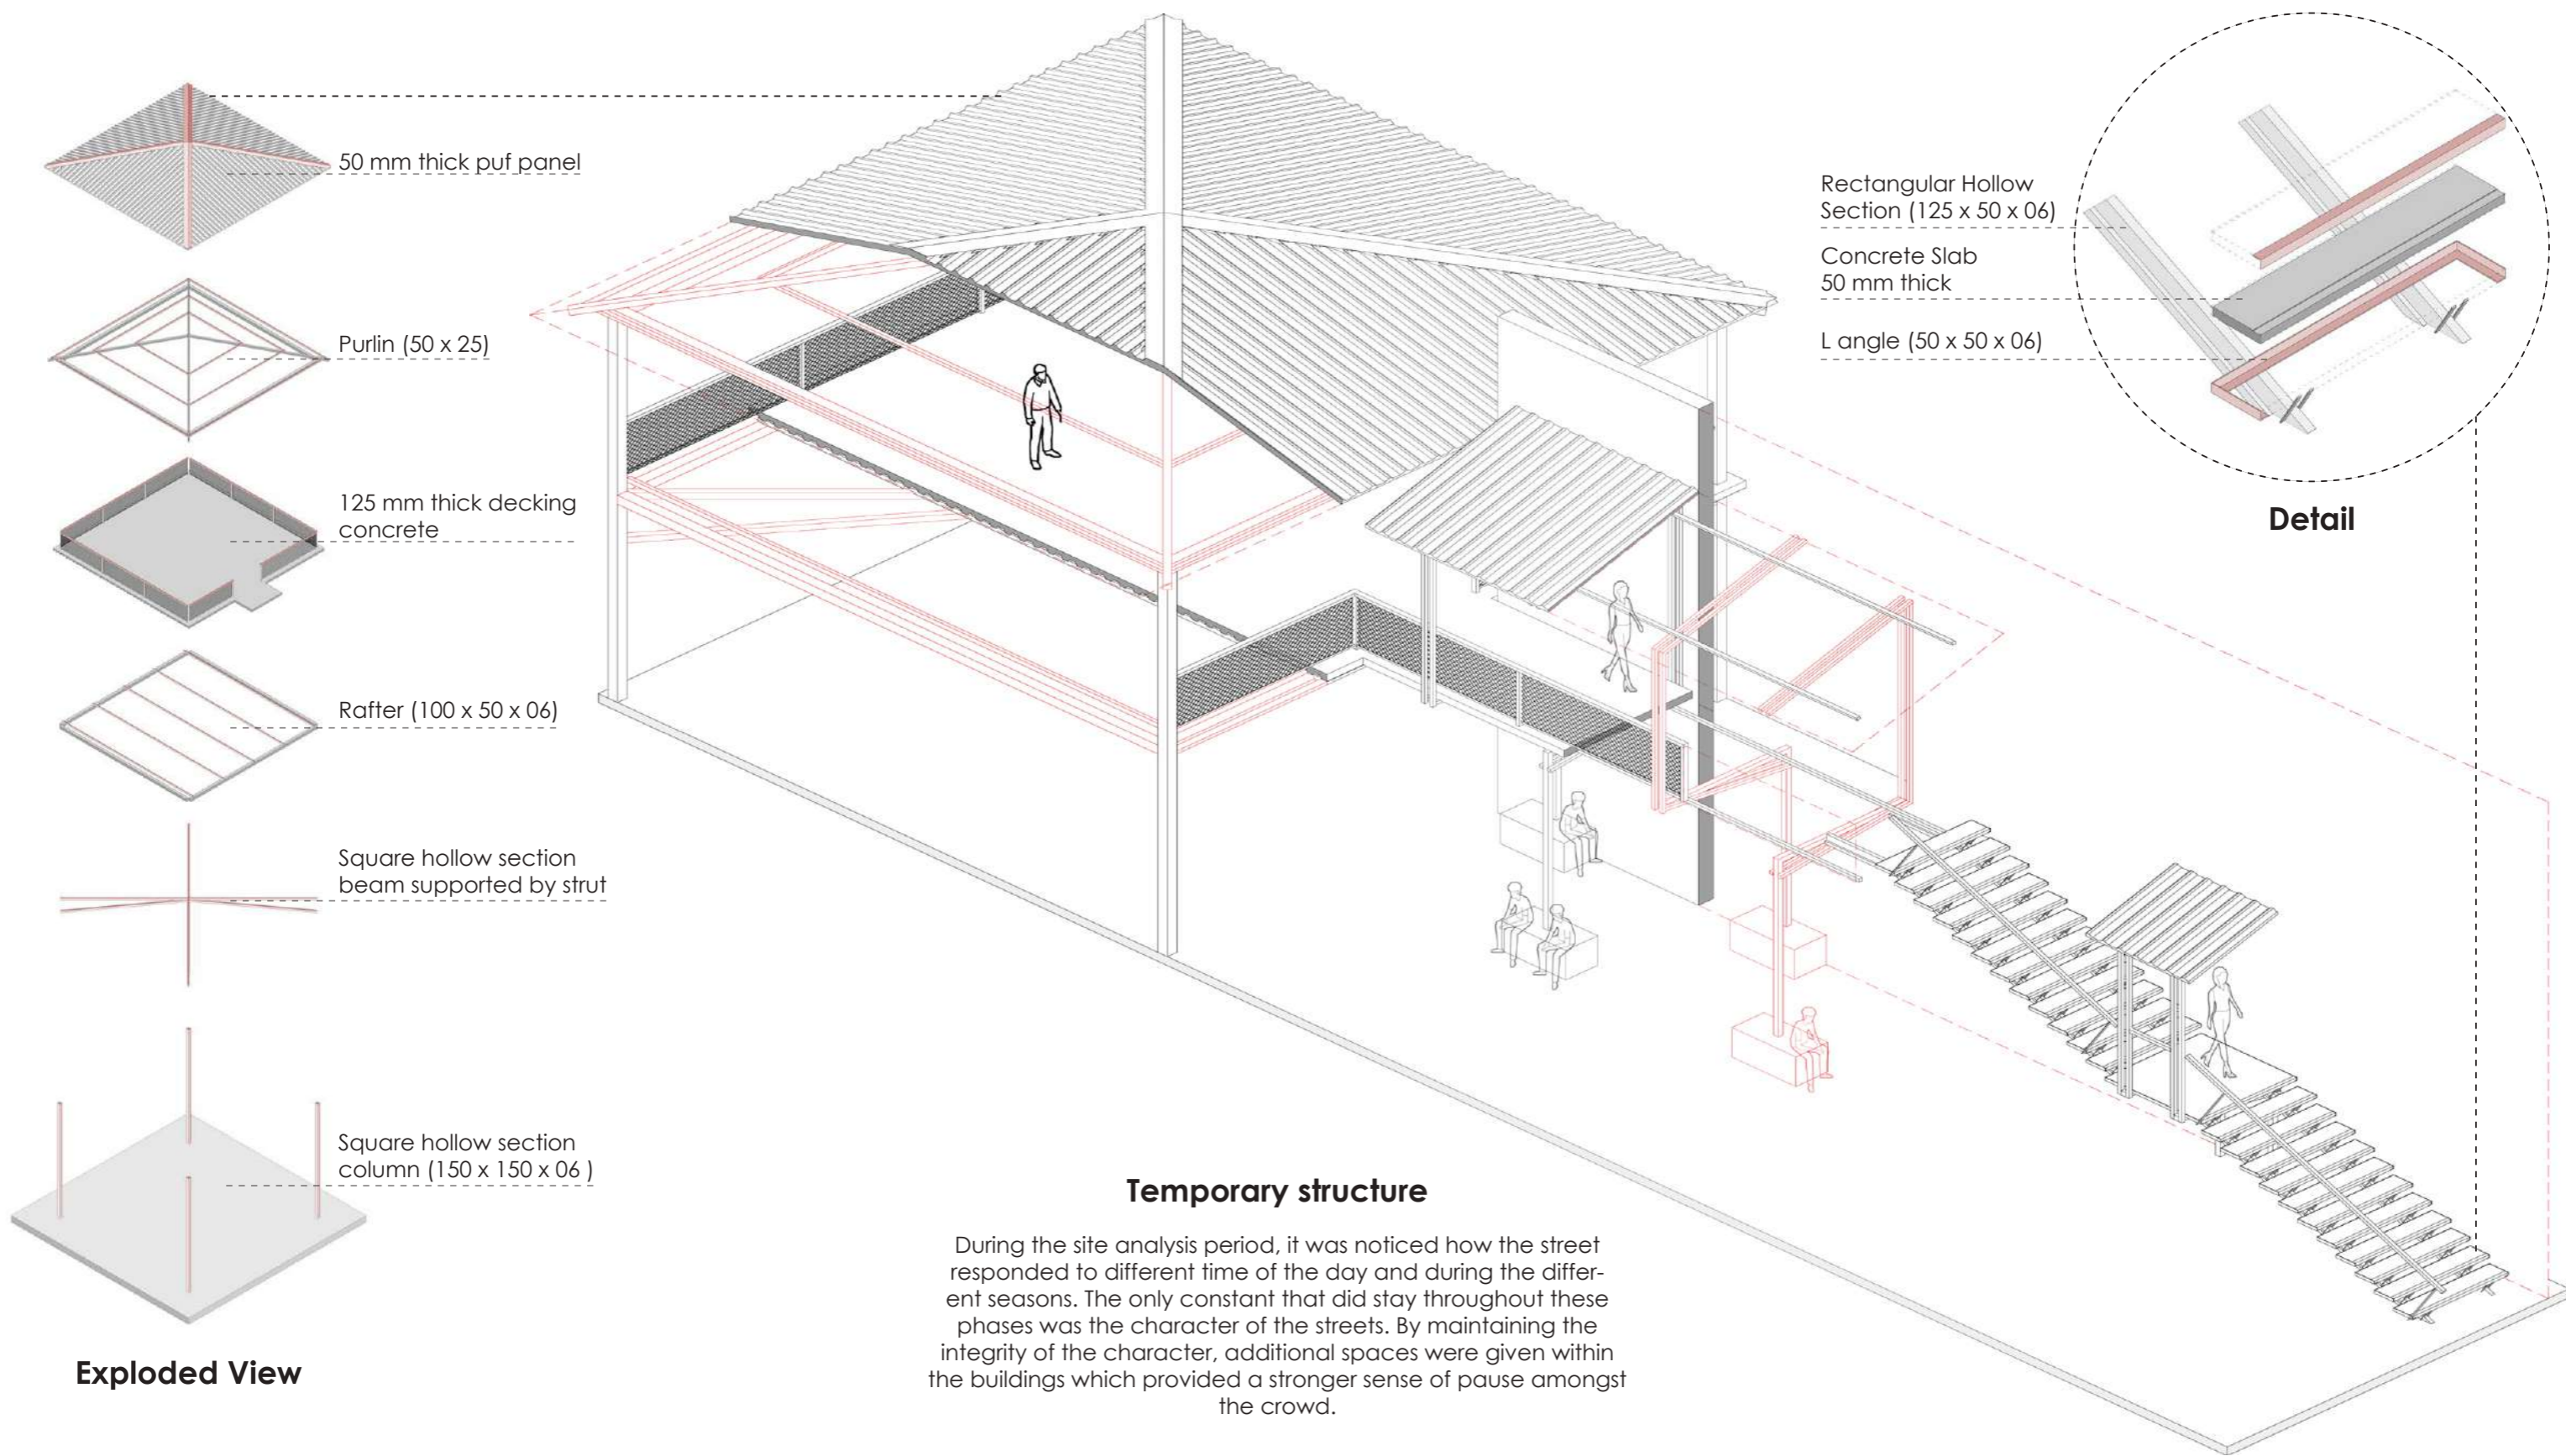 50 mm thick puf panel
Purlin (50 x 25)
125 mm thick decking
concrete
Rafter (100 x 50 x 06)
Square hollow section
beam supported by strut
Square hollow section
column (150 x 150 x 06 )
Exploded View
Rectangular Hollow
Section (125 x 50 x 06)
Concrete Slab
50 mm thick
L angle (50 x 50 x 06)
Detail
Temporary structure
During the site analysis period, it was noticed how the street
responded to different time of the day and during the differ-
ent seasons. The only constant that did stay throughout these
phases was the character of the streets. By maintaining the
integrity of the character, additional spaces were given within
the buildings which provided a stronger sense of pause amongst
the crowd.